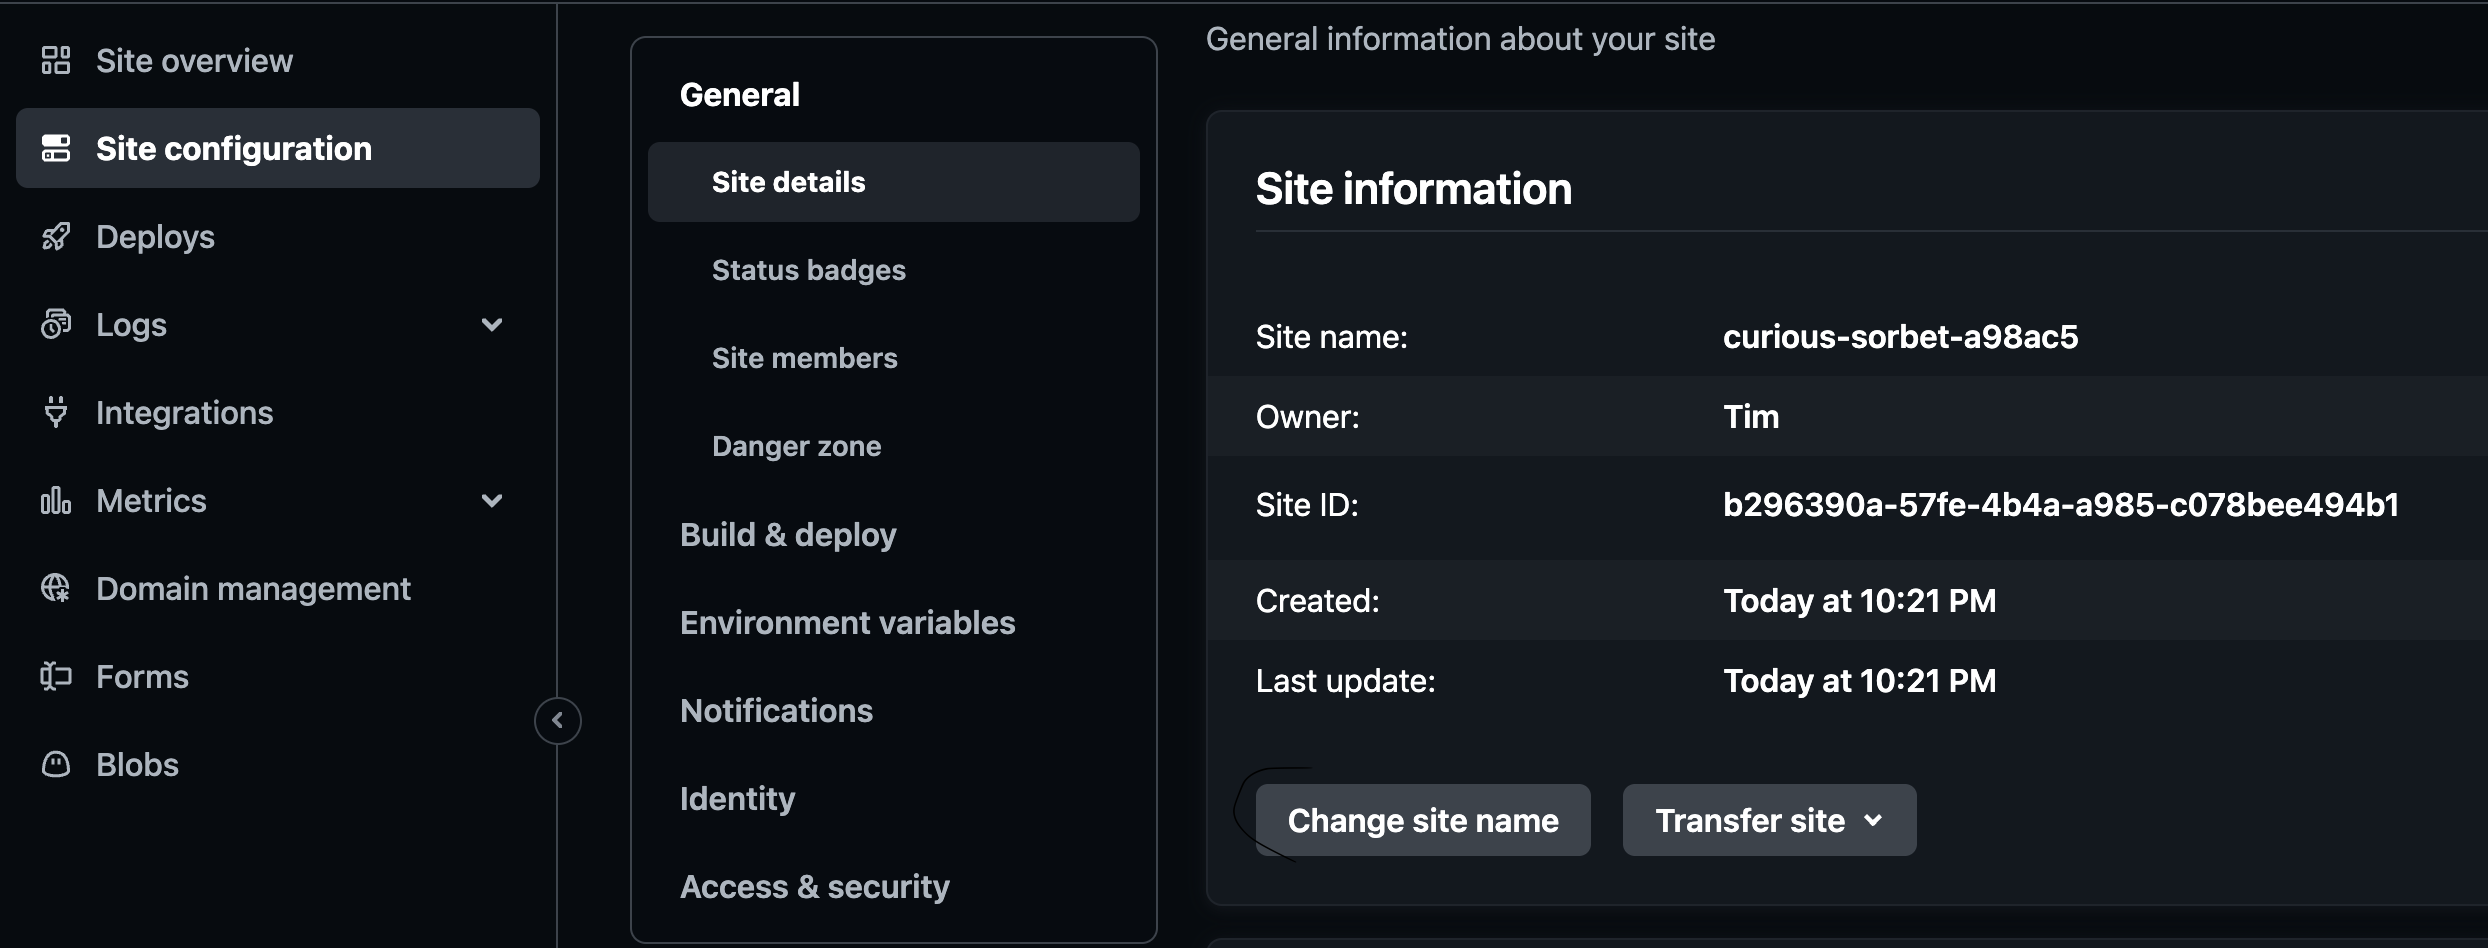 Site overview
Site configuration
Deploys
Logs
Integrations
Metrics
Domain management
Forms
Blobs
General
Site details
Status badges
Site members
Danger zone
Build & deploy
Environment variables
Notifications
Identity
Access & security
General information about your site
Site information
Site name: curious-sorbet-a98ac5
Owner: Tim
Site ID: b296390a-57fe-4b4a-a985-c078bee494b1
Created: Today at 10:21 PM
Last update: Today at 10:21 PM
Change site name Transfer site